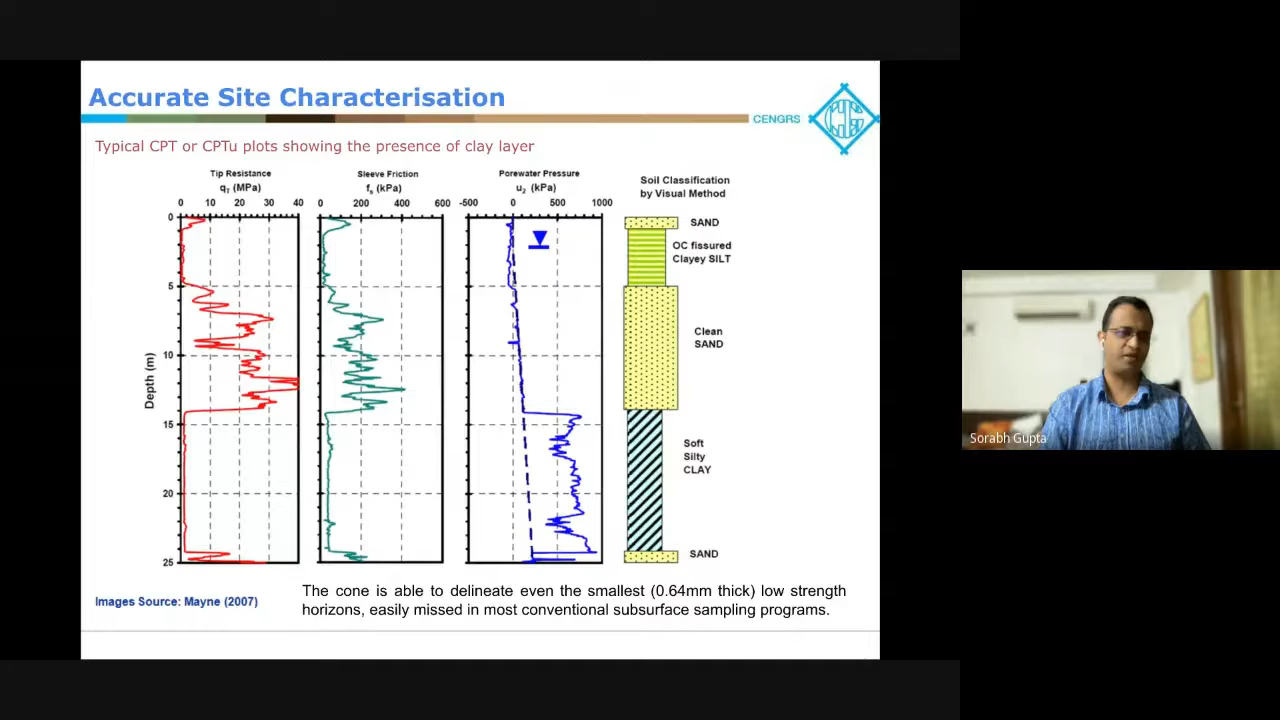 Accurate Site Characterisation
CENGRS
Typical CPT or CPTu plots showing the presence of clay layer
Tip Resistance
qT (MPa)
0 10 20 30 40
Sleeve Friction
fs (kPa)
0 200 400 600
Porewater Pressure
u2 (kPa)
-500 0 500 1000
Soil Classification
by Visual Method
Depth (m)
0
5
10
15
20
25
SAND
OC fissured
Clayey SILT
Clean
SAND
Soft
Silty
CLAY
SAND
Images Source: Mayne (2007)
The cone is able to delineate even the smallest (0.64mm thick) low strength
horizons, easily missed in most conventional subsurface sampling programs.
Sorabh Gupta